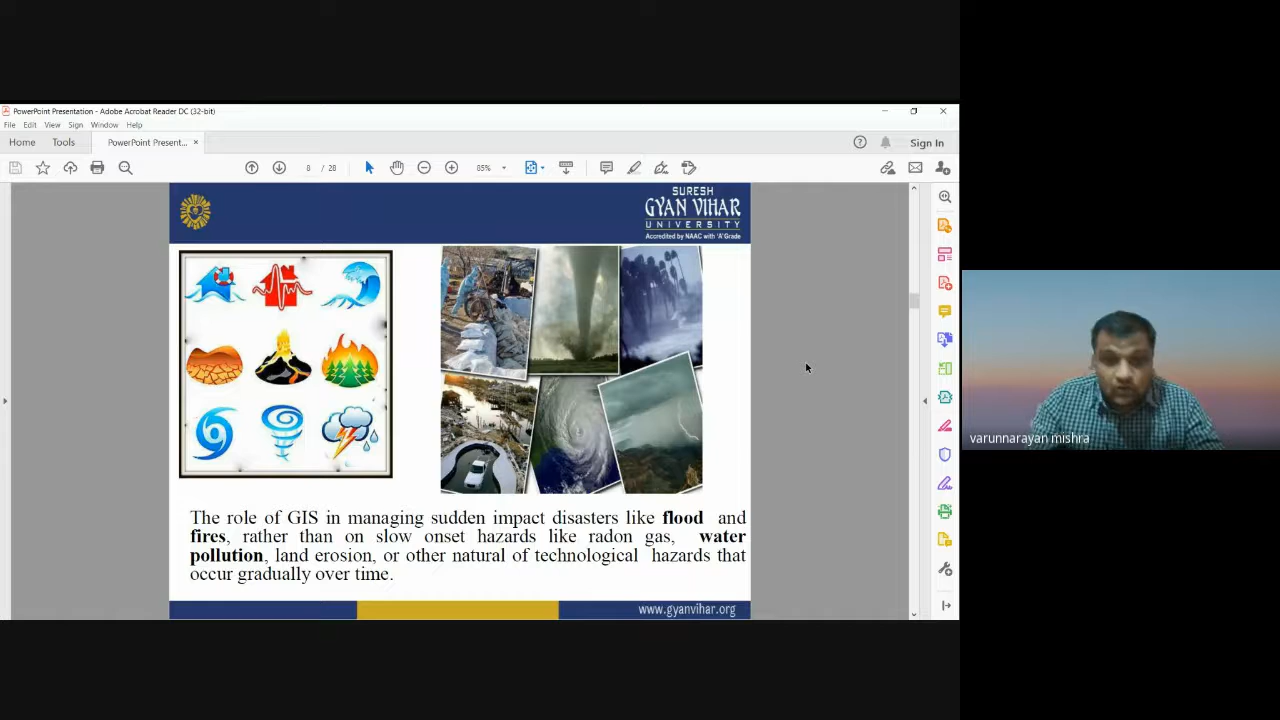 PowerPoint Presentation - Adobe Acrobat Reader DC (32-bit)
File Edit View Sign Window Help
Home Tools PowerPoint Present... × Sign In
8 / 28 85%
SURESH
GYAN VIHAR
UNIVERSITY
Accredited by NAAC with 'A' Grade
The role of GIS in managing sudden impact disasters like flood and
fires, rather than on slow onset hazards like radon gas, water
pollution, land erosion, or other natural of technological hazards that
occur gradually over time.
www.gyanvihar.org
varunnarayan mishra